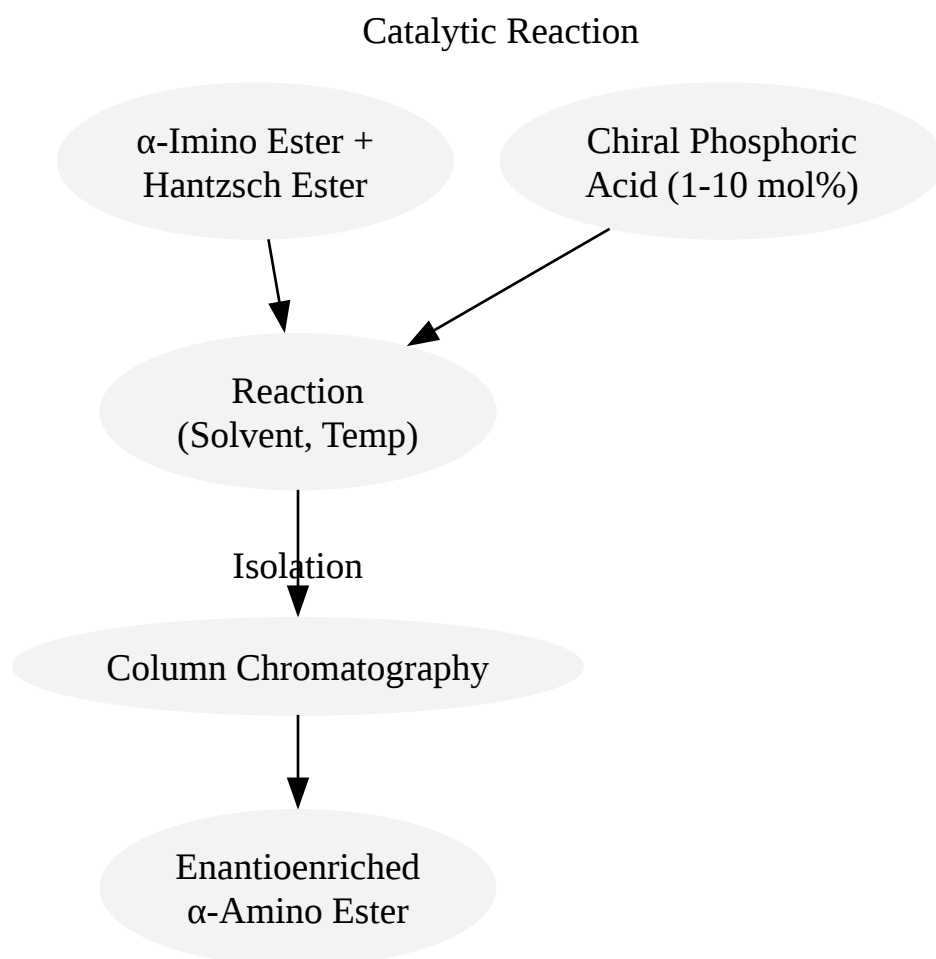 Catalytic Reaction
α-Imino Ester +
Hantzsch Ester
Chiral Phosphoric
Acid (1-10 mol%)
Reaction
(Solvent, Temp)
Isolation
Column Chromatography
Enantioenriched
α-Amino Ester